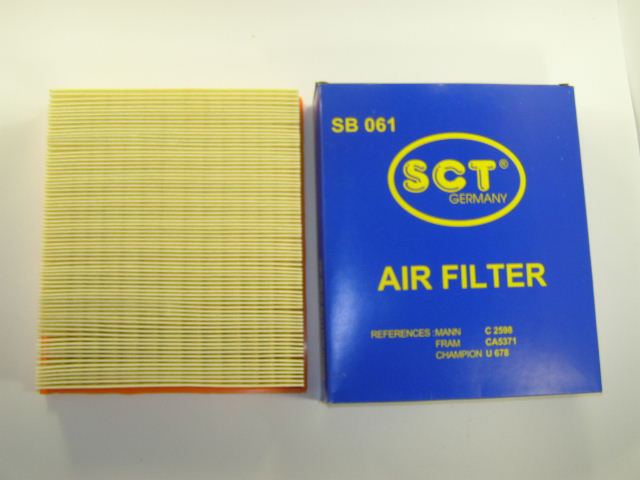 SB 061
SCT®
GERMANY
AIR FILTER
REFERENCES :MANN C 2598
FRAM CA5371
CHAMPION U 678